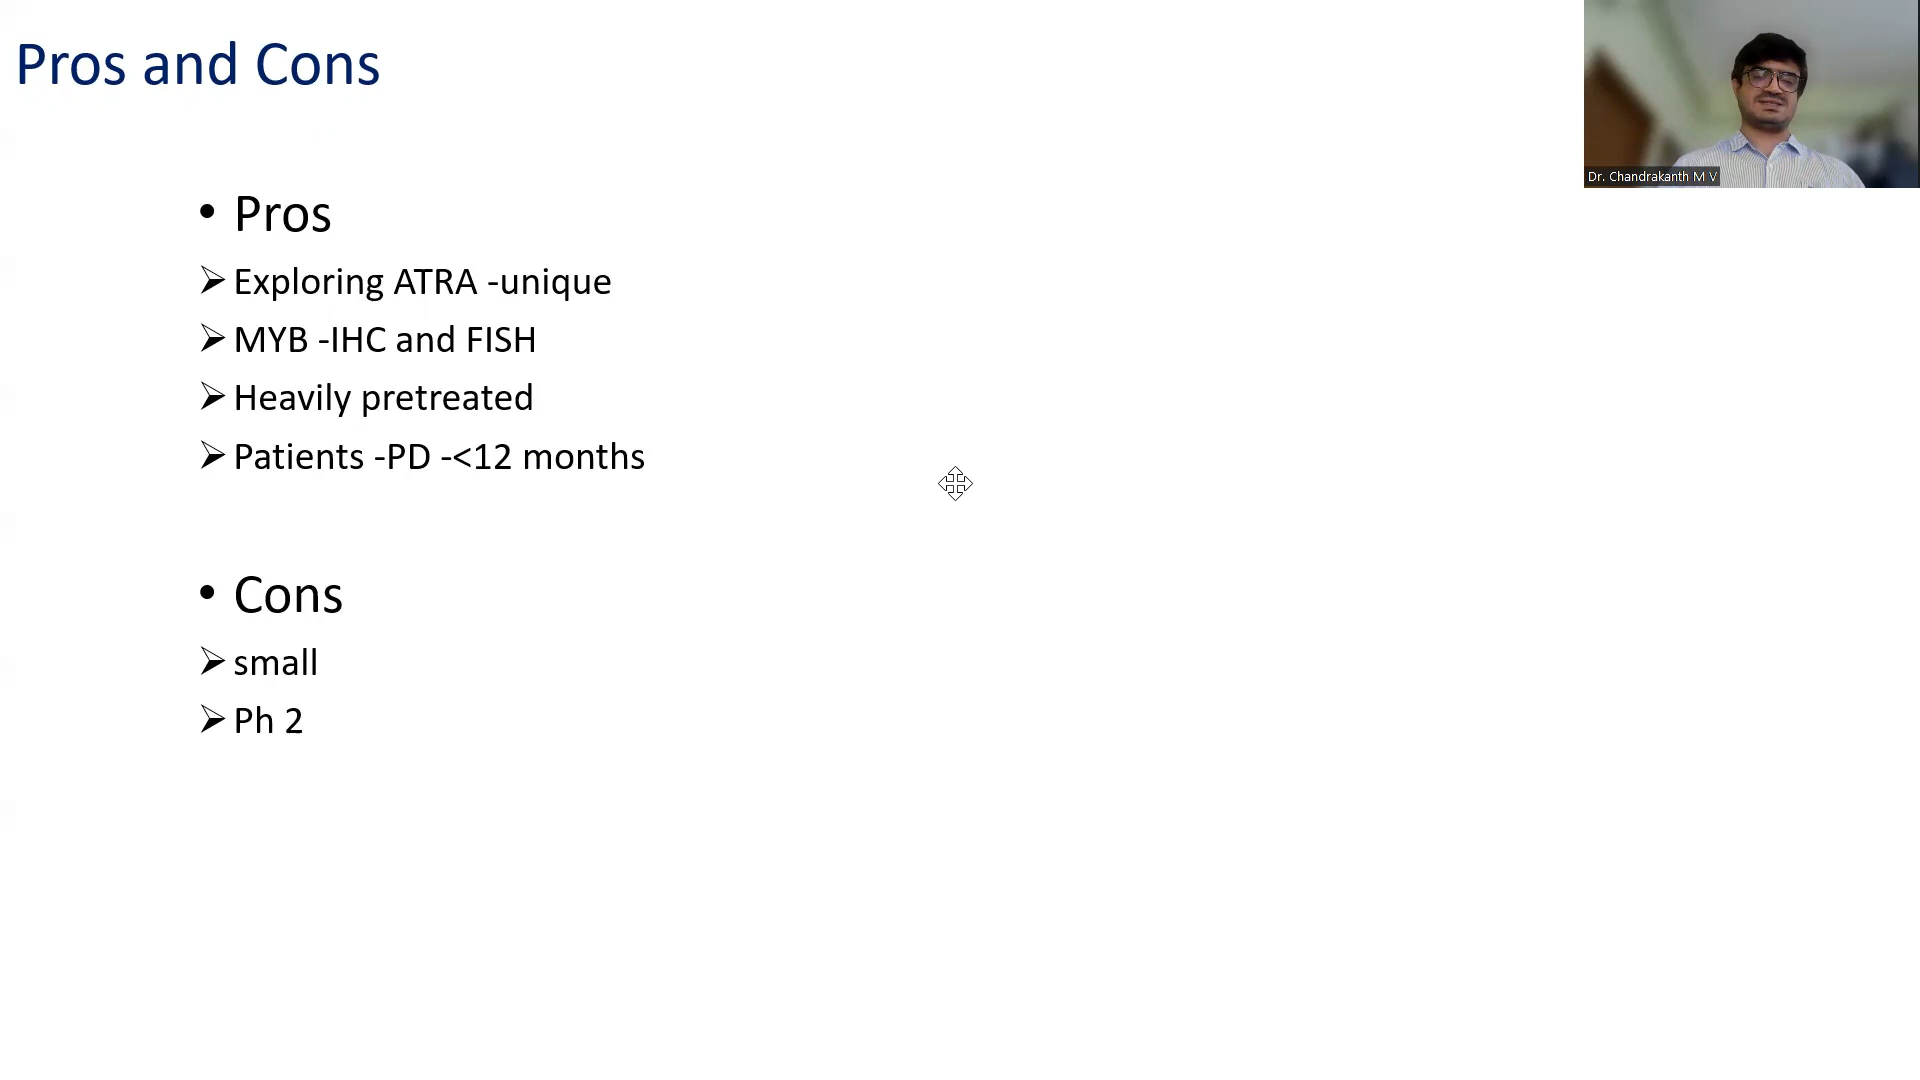 Pros and Cons
Dr. Chandrakanth M V
• Pros
➢ Exploring ATRA -unique
➢ MYB -IHC and FISH
➢ Heavily pretreated
➢ Patients -PD -<12 months
• Cons
➢ small
➢ Ph 2